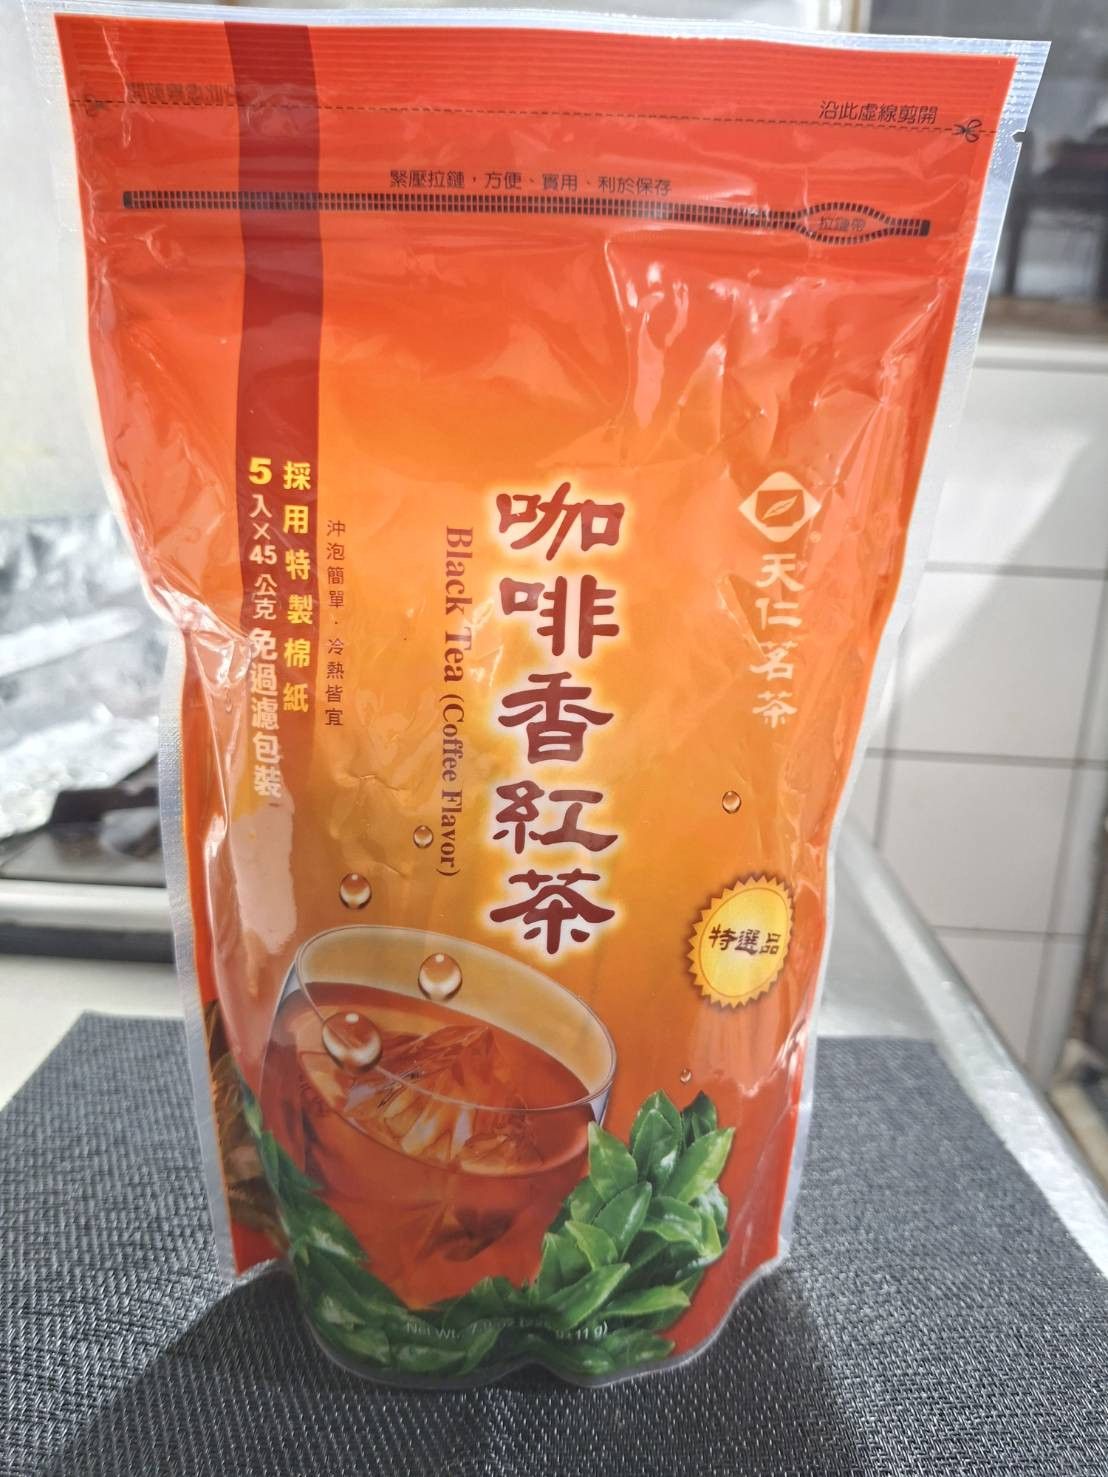 沿此虛線剪開
緊壓拉鏈，方便、實用、利於保存
拉鏈帶
天仁茗茶
咖啡香紅茶
Black Tea (Coffee Flavor)
沖泡簡單．冷熱皆宜
採用特製棉紙
5入×45公克免過濾包裝
特選品
Net Wt.